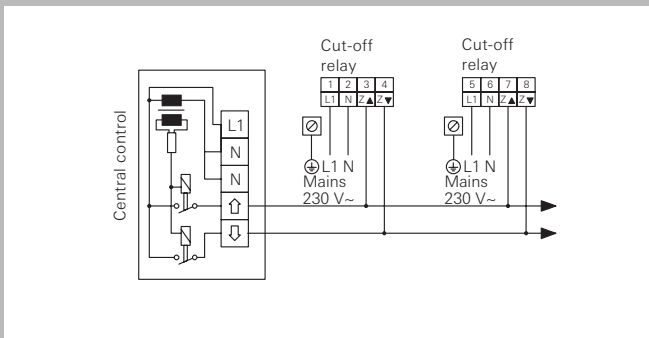 Cut-off
relay
1 2 3 4
L1 N Z▲ Z▼
L1 N
Mains
230 V~
Cut-off
relay
5 6 7 8
L1 N Z▲ Z▼
L1 N
Mains
230 V~
Central control
L1
N
N
⇧
⇩